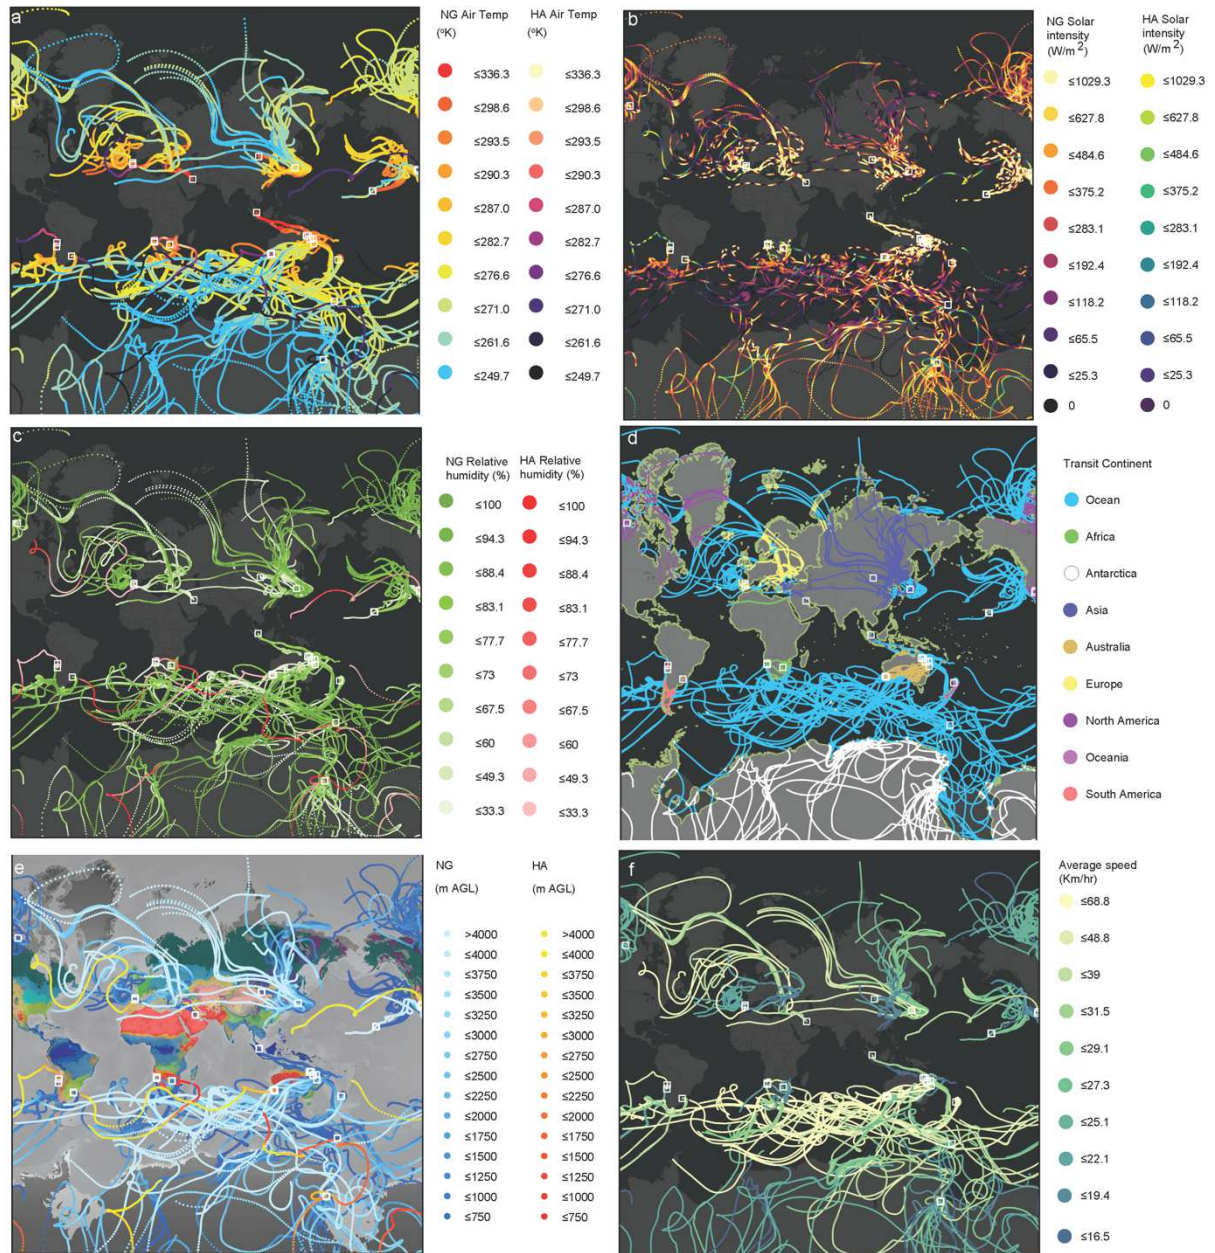 a
NG Air Temp HA Air Temp
(°K) (°K)
≤336.3 ≤336.3
≤298.6 ≤298.6
≤293.5 ≤293.5
≤290.3 ≤290.3
≤287.0 ≤287.0
≤282.7 ≤282.7
≤276.6 ≤276.6
≤271.0 ≤271.0
≤261.6 ≤261.6
≤249.7 ≤249.7
b
NG Solar HA Solar
intensity intensity
(W/m 2) (W/m 2)
≤1029.3 ≤1029.3
≤627.8 ≤627.8
≤484.6 ≤484.6
≤375.2 ≤375.2
≤283.1 ≤283.1
≤192.4 ≤192.4
≤118.2 ≤118.2
≤65.5 ≤65.5
≤25.3 ≤25.3
0 0
c
NG Relative HA Relative
humidity (%) humidity (%)
≤100 ≤100
≤94.3 ≤94.3
≤88.4 ≤88.4
≤83.1 ≤83.1
≤77.7 ≤77.7
≤73 ≤73
≤67.5 ≤67.5
≤60 ≤60
≤49.3 ≤49.3
≤33.3 ≤33.3
d
Transit Continent
Ocean
Africa
Antarctica
Asia
Australia
Europe
North America
Oceania
South America
e
NG HA
(m AGL) (m AGL)
>4000 >4000
≤4000 ≤4000
≤3750 ≤3750
≤3500 ≤3500
≤3250 ≤3250
≤3000 ≤3000
≤2750 ≤2750
≤2500 ≤2500
≤2250 ≤2250
≤2000 ≤2000
≤1750 ≤1750
≤1500 ≤1500
≤1250 ≤1250
≤1000 ≤1000
≤750 ≤750
f
Average speed
(Km/hr)
≤68.8
≤48.8
≤39
≤31.5
≤29.1
≤27.3
≤25.1
≤22.1
≤19.4
≤16.5